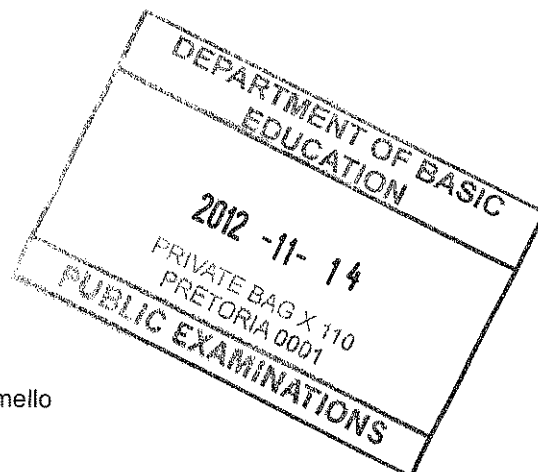 DEPARTMENT OF BASIC
EDUCATION
2012 -11- 14
PRIVATE BAG X 110
PRETORIA 0001
PUBLIC EXAMINATIONS
mello